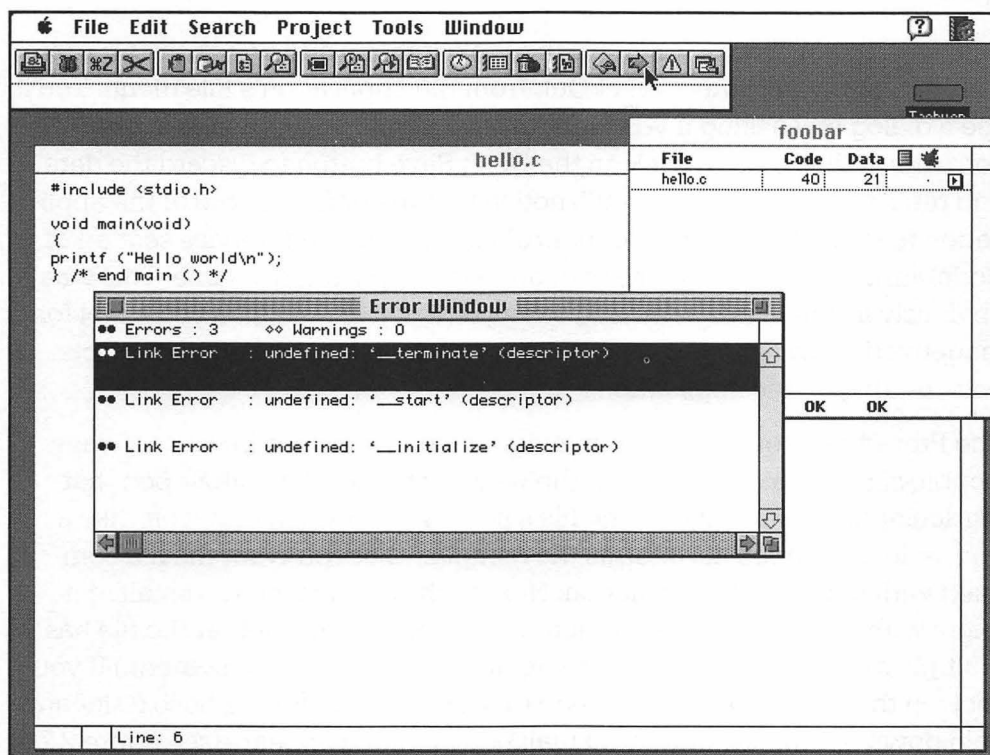 File Edit Search Project Tools Window
⌘Z
foobar
File Code Data
hello.c 40 21
OK OK
hello.c
#include <stdio.h>
void main(void)
{
printf ("Hello world\n");
} /* end main () */
Error Window
●● Errors : 3 ◇◇ Warnings : 0
●● Link Error : undefined: ‘__terminate’ (descriptor)
●● Link Error : undefined: ‘__start’ (descriptor)
●● Link Error : undefined: ‘__initialize’ (descriptor)
Line: 6